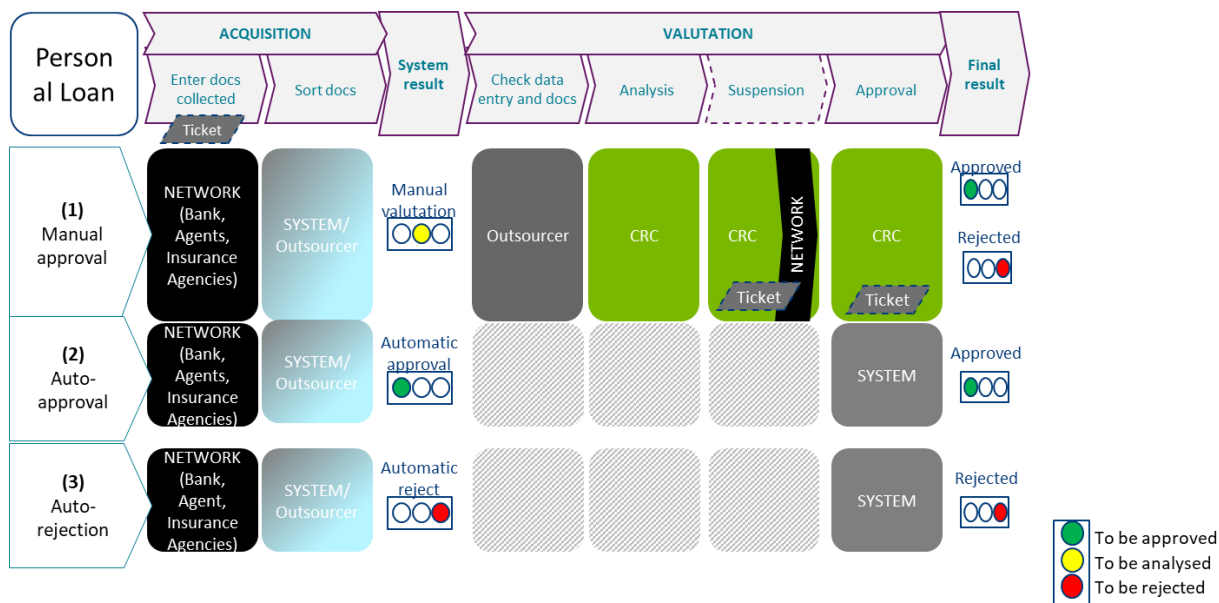 Person
al Loan
ACQUISITION
Enter docs
collected
Sort docs
Ticket
System
result
VALUTATION
Check data
entry and docs
Analysis
Suspension
Approval
Final
result
(1)
Manual
approval
NETWORK
(Bank,
Agents,
Insurance
Agencies)
SYSTEM/
Outsourcer
Manual
valutation
Outsourcer
CRC
CRC
NETWORK
Ticket
CRC
Ticket
Approved
Rejected
(2)
Auto-
approval
NETWORK
(Bank,
Agents,
Insurance
Agencies)
SYSTEM/
Outsourcer
Automatic
approval
SYSTEM
Approved
(3)
Auto-
rejection
NETWORK
(Bank,
Agent,
Insurance
Agencies)
SYSTEM/
Outsourcer
Automatic
reject
SYSTEM
Rejected
To be approved
To be analysed
To be rejected